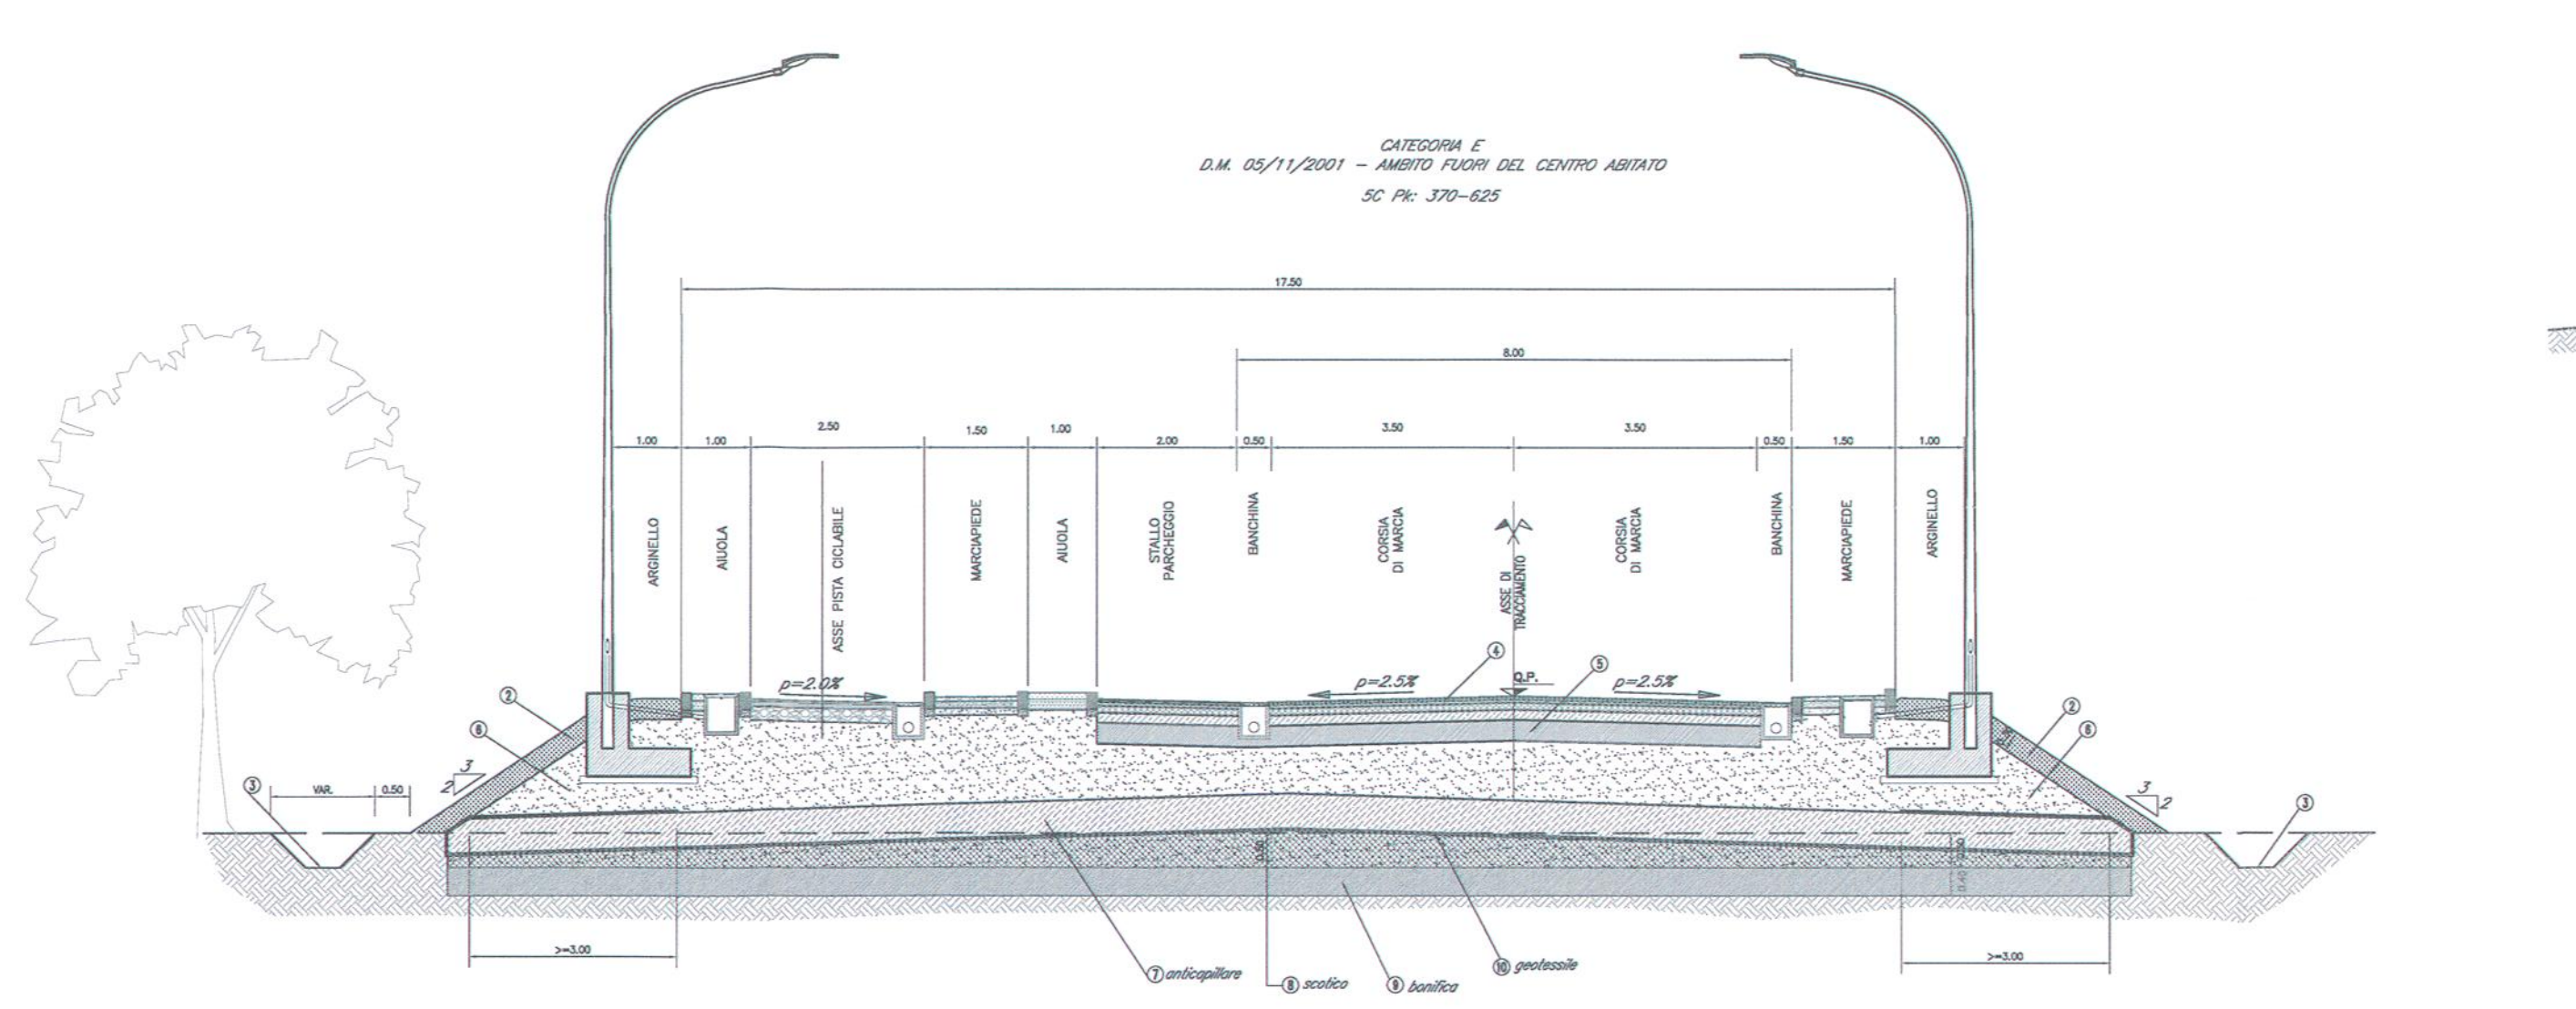 CATEGORIA E
D.M. 05/11/2001 – AMBITO FUORI DEL CENTRO ABITATO
5C Pk: 370-625
17.50
8.00
1.00 1.00 2.50 1.50 1.00 2.00 0.50 3.50 3.50 0.50 1.50 1.00
ARGINELLO
AIUOLA
ASSE PISTA CICLABILE
MARCIAPIEDE
AIUOLA
STALLO
PARCHEGGIO
BANCHINA
CORSIA
DI MARCIA
ASSE DI
TRACCIAMENTO
CORSIA
DI MARCIA
BANCHINA
MARCIAPIEDE
ARGINELLO
4
5
Q.P.
p=2.0%
p=2.5%
p=2.5%
2
6
3
2
3
VAR. 0.50
2
6
3
2
3
0.50
0.40
>=3.00
>=3.00
7 anticapillare
8 scotico
9 bonifica
10 geotessile